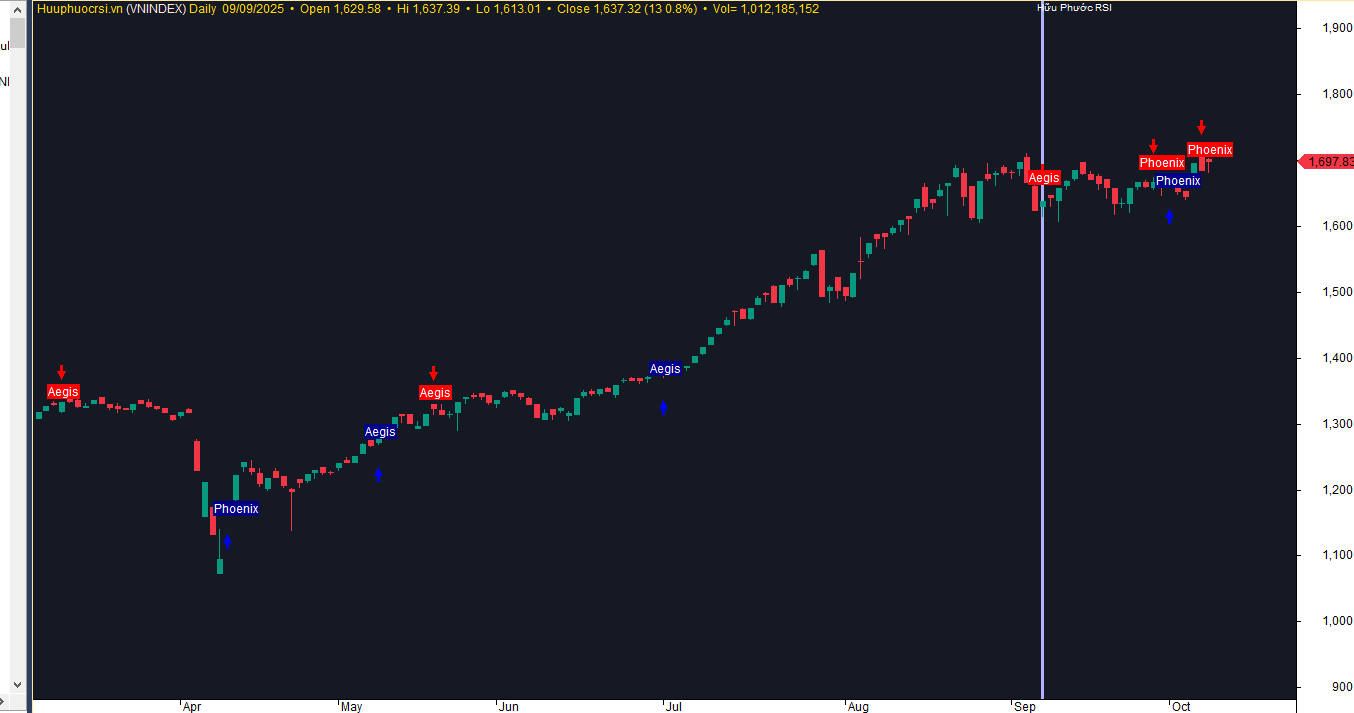 Huuphuocrsi.vn (VNINDEX) Daily 09/09/2025 • Open 1,629.58 • Hi 1,637.39 • Lo 1,613.01 • Close 1,637.32 (13 0.8%) • Vol= 1,012,185,152
Hữu Phước RSI
1,900
1,800
Phoenix
Phoenix
1,697.83
Aegis
Phoenix
1,600
1,500
1,400
Aegis
Aegis
Aegis
1,300
Aegis
1,200
Phoenix
1,100
1,000
900
Apr May Jun Jul Aug Sep Oct